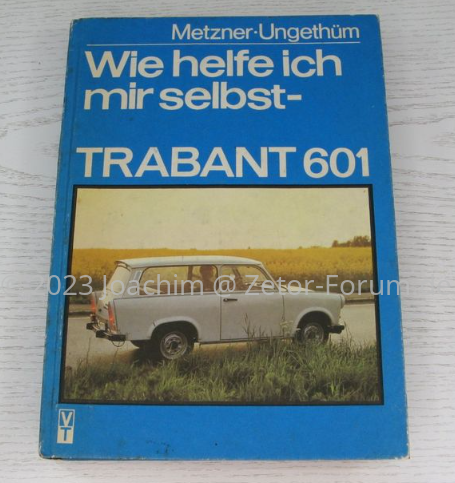 Metzner·Ungethüm
Wie helfe ich
mir selbst-
TRABANT 601
2023 Joachim @ Zetor-Forum
VT